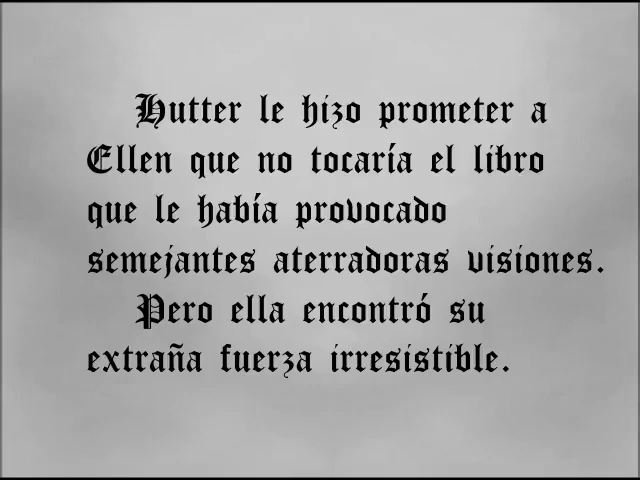 Hutter le hizo prometer a
Ellen que no tocaría el libro
que le había provocado
semejantes aterradoras visiones.
Pero ella encontró su
extraña fuerza irresistible.